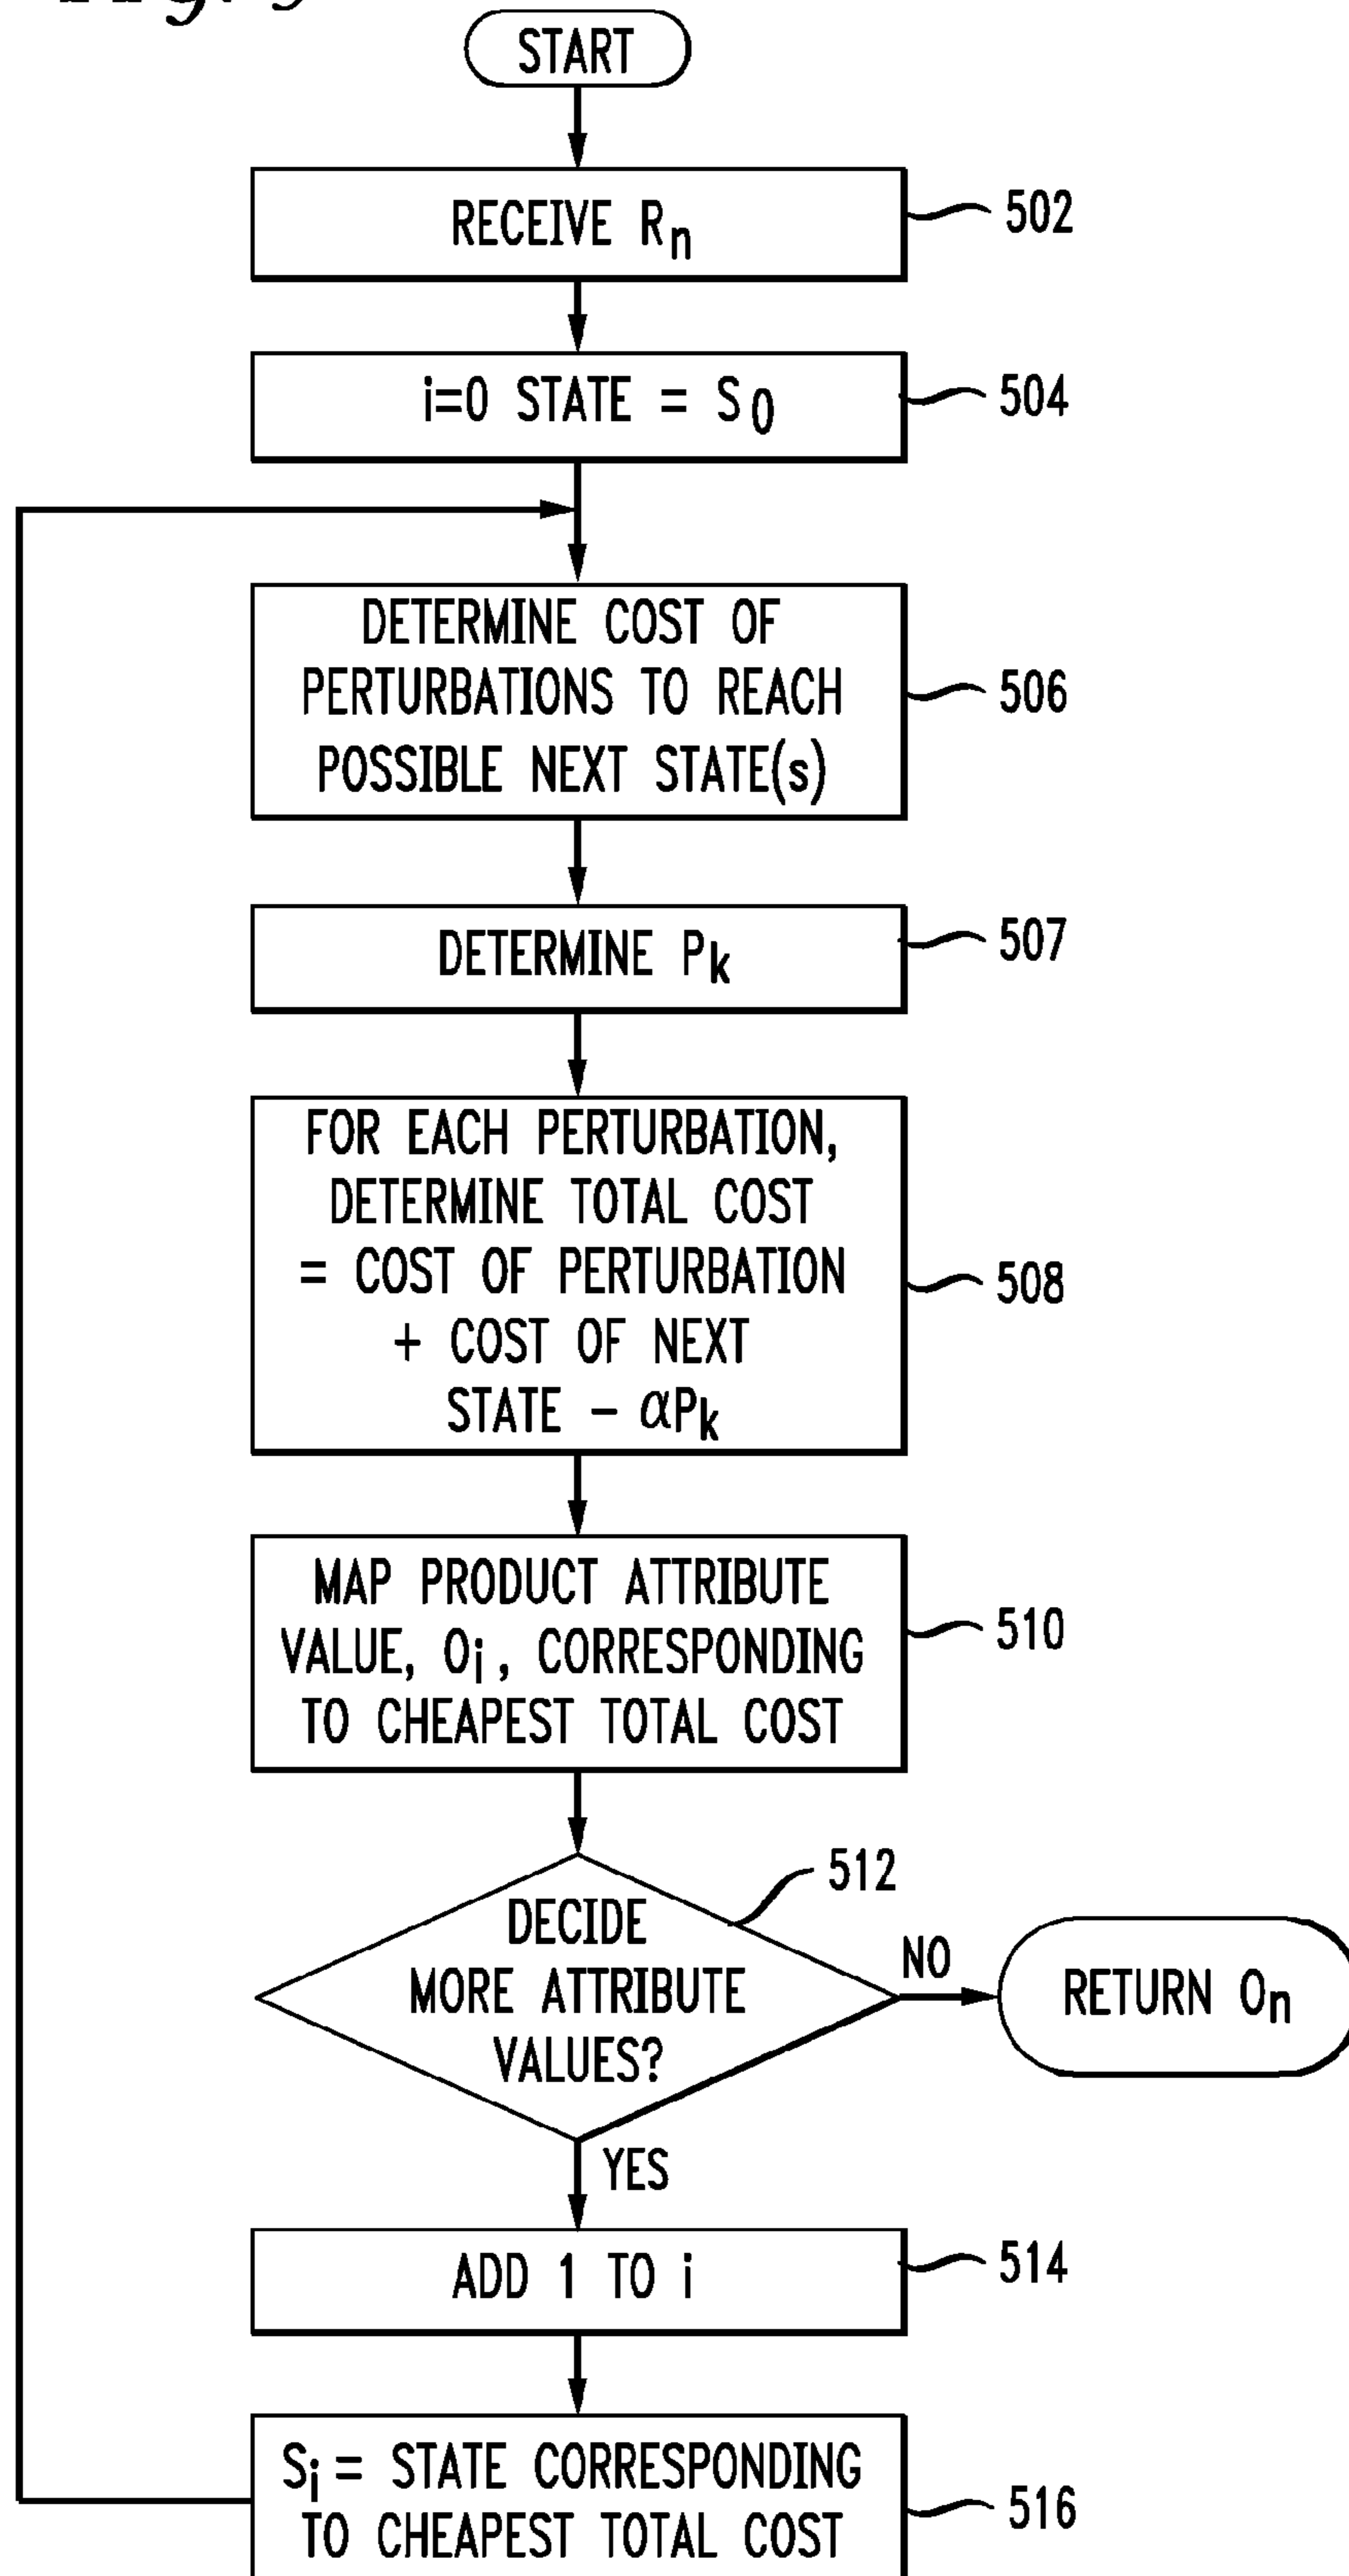 START
RECEIVE Rn
502
i=0 STATE = S0
504
DETERMINE COST OF
PERTURBATIONS TO REACH
POSSIBLE NEXT STATE(s)
506
DETERMINE Pk
507
FOR EACH PERTURBATION,
DETERMINE TOTAL COST
= COST OF PERTURBATION
+ COST OF NEXT
STATE - αPk
508
MAP PRODUCT ATTRIBUTE
VALUE, Oi, CORRESPONDING
TO CHEAPEST TOTAL COST
510
DECIDE
MORE ATTRIBUTE
VALUES?
512
NO
RETURN On
YES
ADD 1 TO i
514
Si = STATE CORRESPONDING
TO CHEAPEST TOTAL COST
516